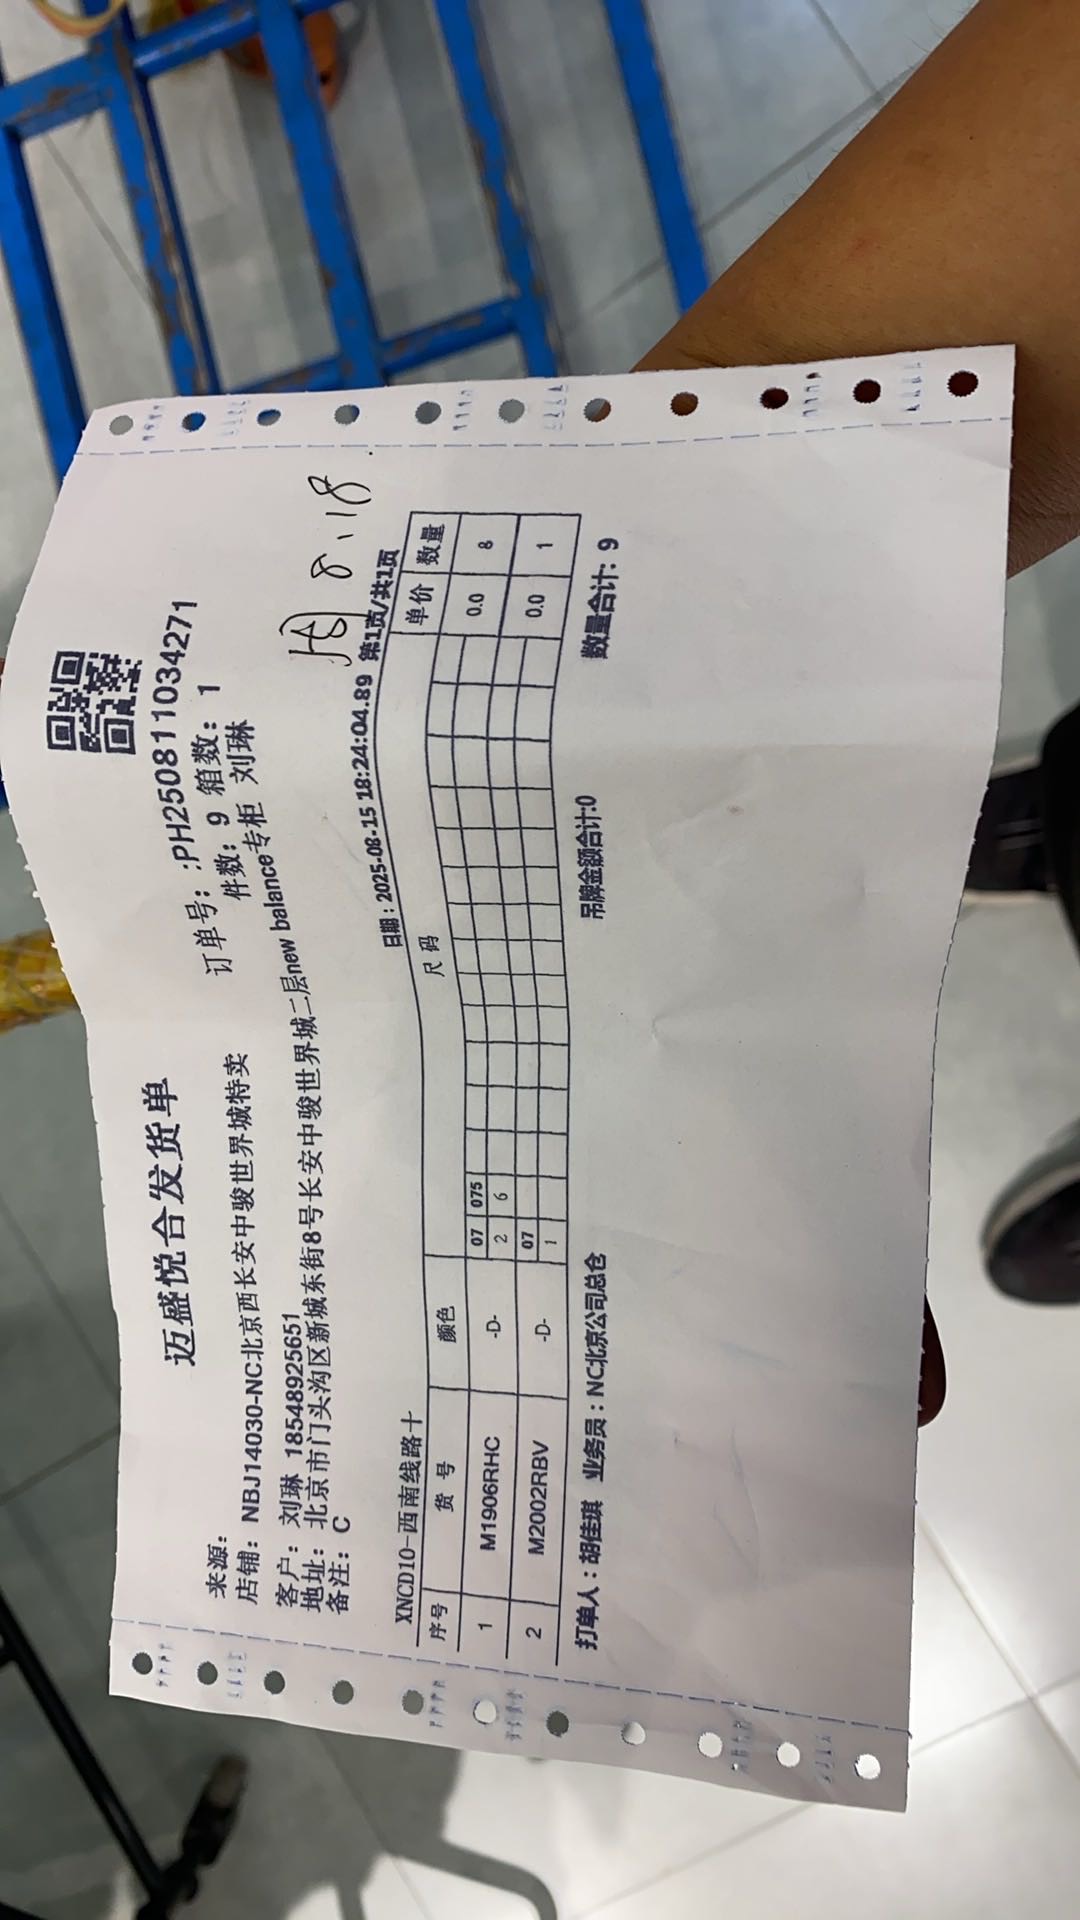 迈盛悦合发货单
来源:
订单号: :PH250811034271
店铺: NBJ14030-NC北京西长安中骏世界城特卖 件数: 9 箱数: 1
客户: 刘琳 18548925651
地址: 北京市门头沟区新城东街8号长安中骏世界城二层new balance专柜 刘琳
备注: C
8.18
XNCD10-西南线路十 日期: 2025-08-15 18:24:04.89 第1页/共1页
序号 货号 颜色 尺码 单价 数量
1 M1906RHC -D- 07 075 0.0 8
2 6
2 M2002RBV -D- 07 0.0 1
1
打单人: 胡佳琪 业务员: NC北京公司总仓 吊牌金额合计:0 数量合计: 9